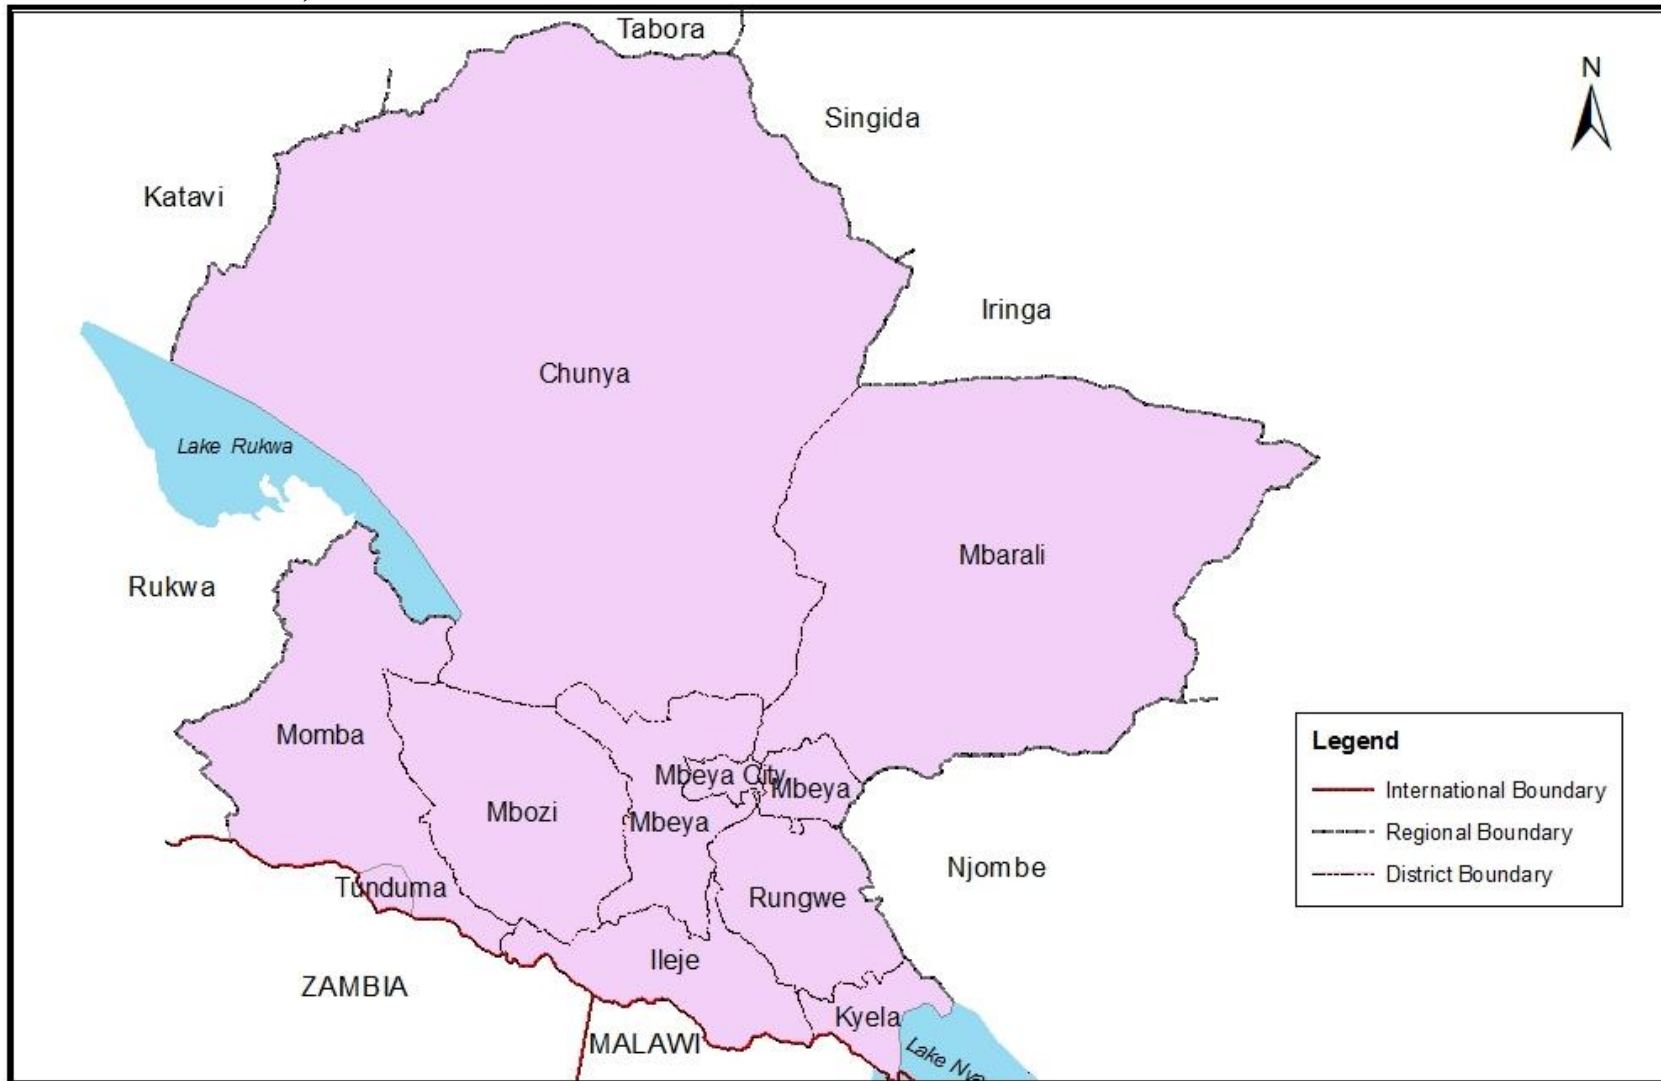 Tabora
N
Singida
Katavi
Iringa
Chunya
Lake Rukwa
Mbarali
Rukwa
Momba
Legend
International Boundary
Regional Boundary
District Boundary
Mbeya City
Mbeya
Mbozi
Mbeya
Njombe
Tunduma
Rungwe
Ileje
ZAMBIA
Kyela
MALAWI
Lake